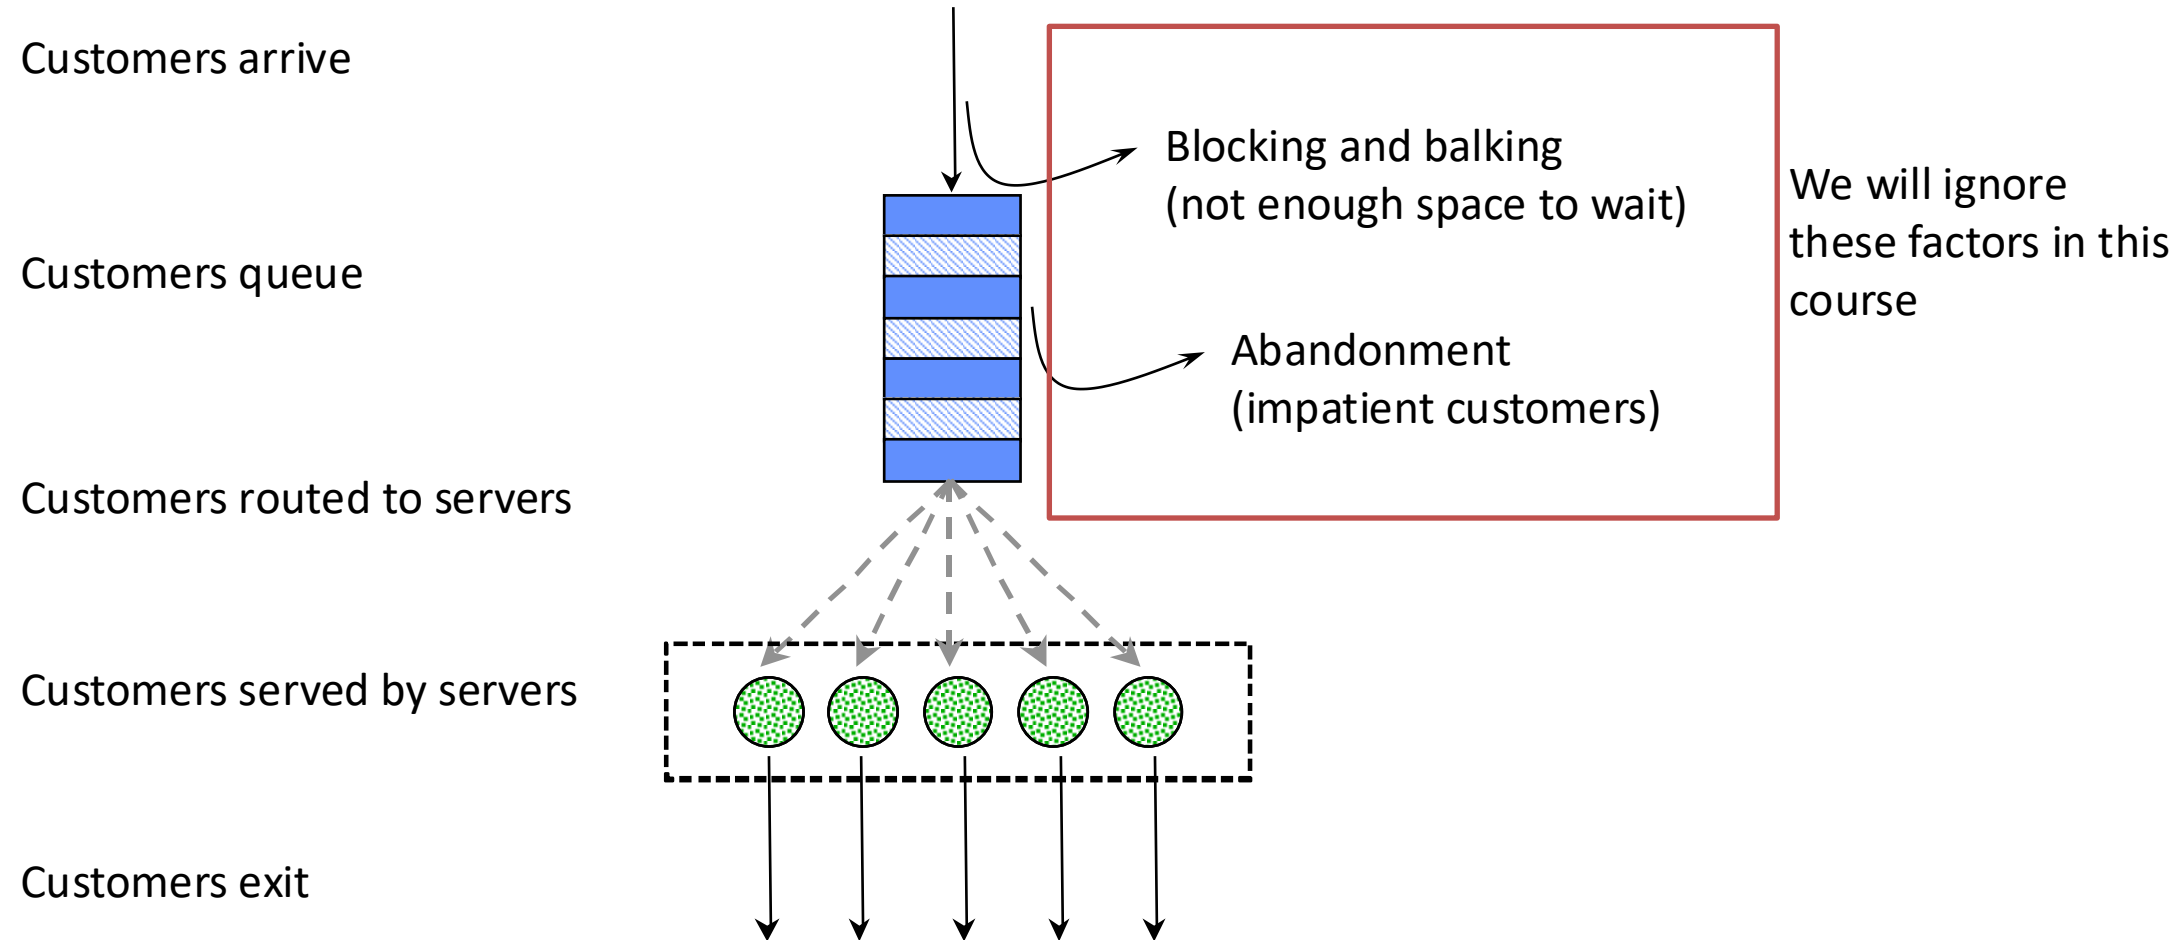 Customers arrive
Blocking and balking
(not enough space to wait)
We will ignore
these factors in this
course
Customers queue
Abandonment
(impatient customers)
Customers routed to servers
Customers served by servers
Customers exit